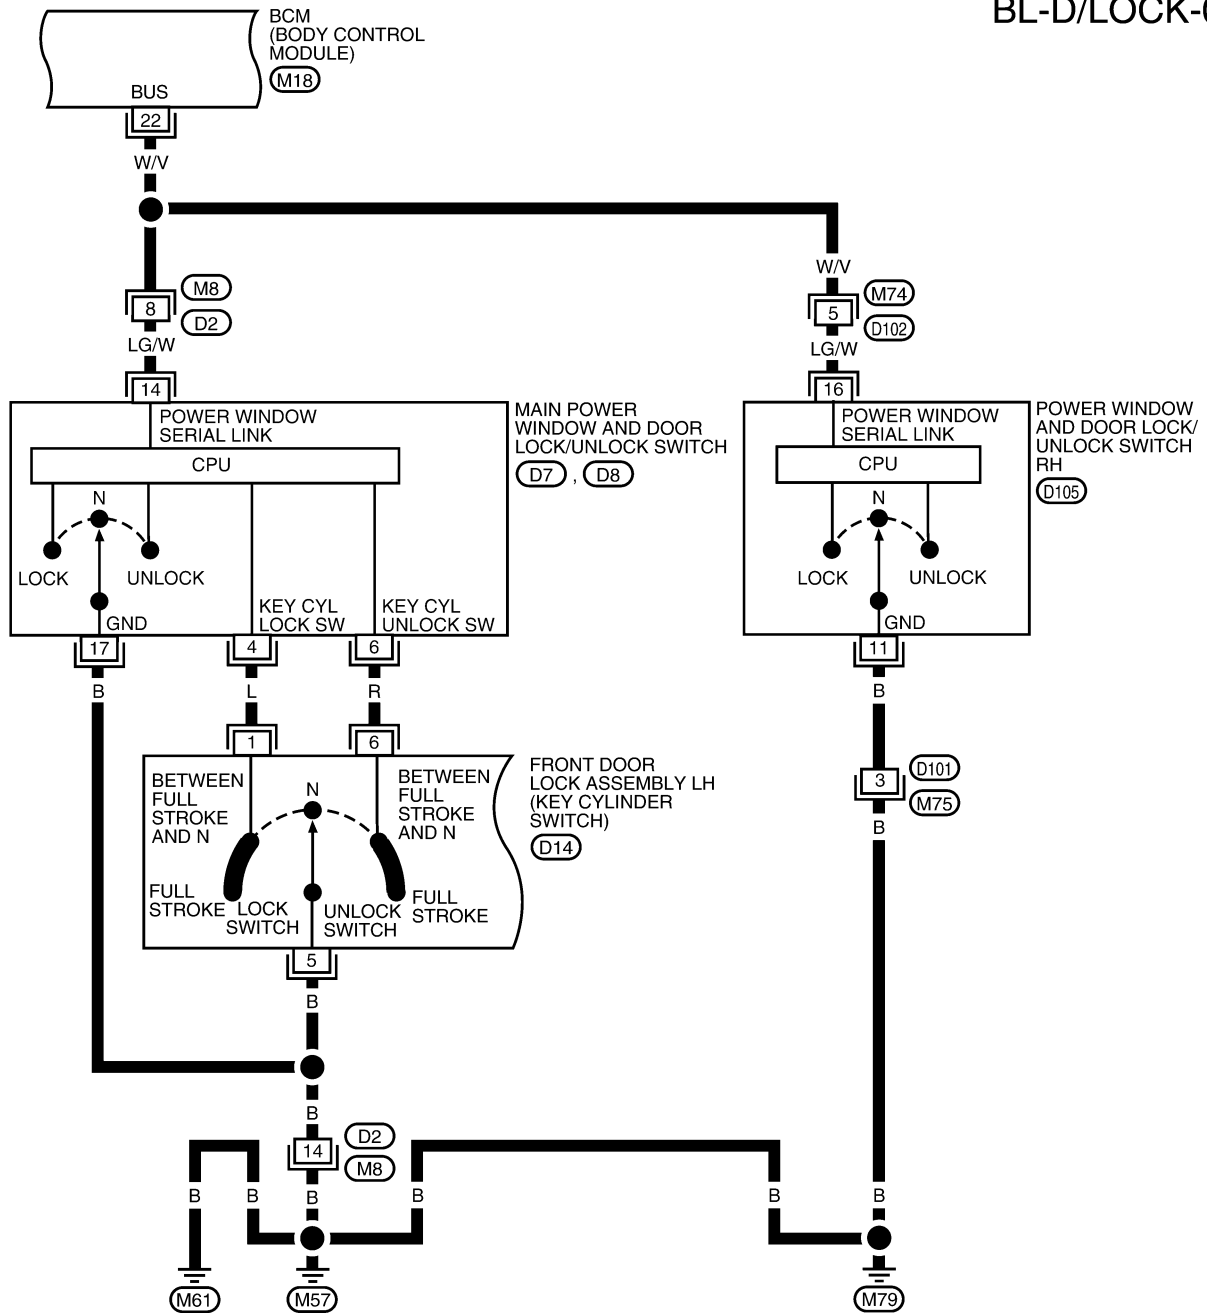 BL-D/LOCK-
BCM
(BODY CONTROL
MODULE)
M18
BUS
22
W/V
W/V
M8
8
D2
LG/W
14
M74
5
D102
LG/W
16
POWER WINDOW
SERIAL LINK
CPU
N
LOCK
UNLOCK
GND
KEY CYL
LOCK SW
KEY CYL
UNLOCK SW
MAIN POWER
WINDOW AND DOOR
LOCK/UNLOCK SWITCH
D7 , D8
POWER WINDOW
SERIAL LINK
CPU
N
LOCK
UNLOCK
GND
POWER WINDOW
AND DOOR LOCK/
UNLOCK SWITCH
RH
D105
17
4
6
11
B
L
R
B
1
6
BETWEEN
FULL
STROKE
AND N
N
BETWEEN
FULL
STROKE
AND N
FULL
STROKE
LOCK
SWITCH
UNLOCK
SWITCH
FULL
STROKE
FRONT DOOR
LOCK ASSEMBLY LH
(KEY CYLINDER
SWITCH)
D14
D101
3
M75
B
5
B
B
D2
14
M8
B
B
B
B
B
B
M61
M57
M79